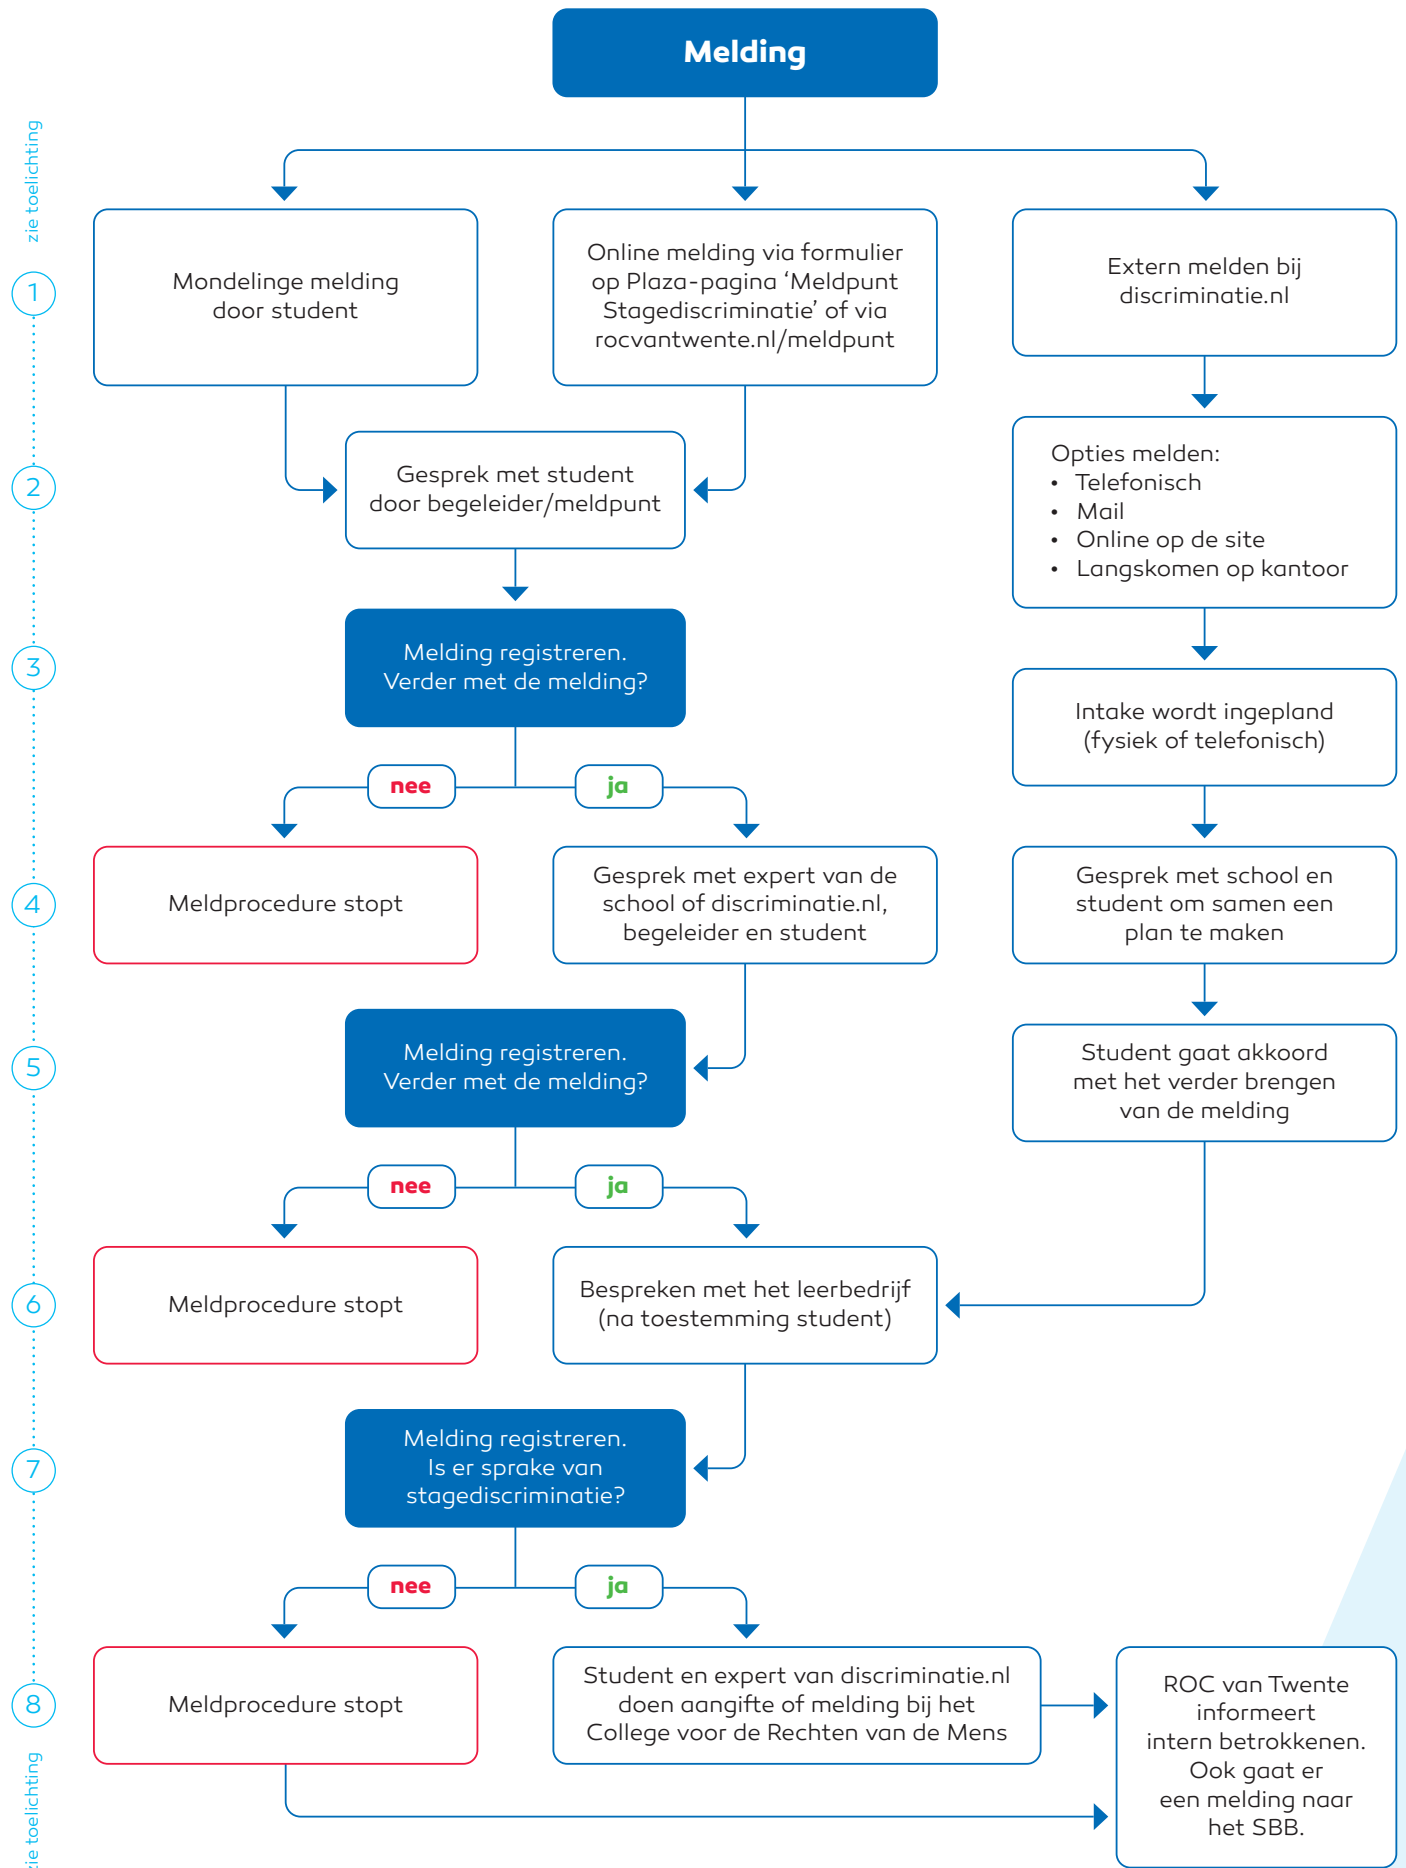 Melding
zie toelichting
1
Mondelinge melding
door student
Online melding via formulier
op Plaza-pagina ‘Meldpunt
Stagediscriminatie’ of via
rocvantwente.nl/meldpunt
Extern melden bij
discriminatie.nl
2
Gesprek met student
door begeleider/meldpunt
Opties melden:
• Telefonisch
• Mail
• Online op de site
• Langskomen op kantoor
3
Melding registreren.
Verder met de melding?
Intake wordt ingepland
(fysiek of telefonisch)
nee
ja
4
Meldprocedure stopt
Gesprek met expert van de
school of discriminatie.nl,
begeleider en student
Gesprek met school en
student om samen een
plan te maken
5
Melding registreren.
Verder met de melding?
Student gaat akkoord
met het verder brengen
van de melding
nee
ja
6
Meldprocedure stopt
Bespreken met het leerbedrijf
(na toestemming student)
7
Melding registreren.
Is er sprake van
stagediscriminatie?
nee
ja
8
Meldprocedure stopt
Student en expert van discriminatie.nl
doen aangifte of melding bij het
College voor de Rechten van de Mens
ROC van Twente
informeert
intern betrokkenen.
Ook gaat er
een melding naar
het SBB.
zie toelichting